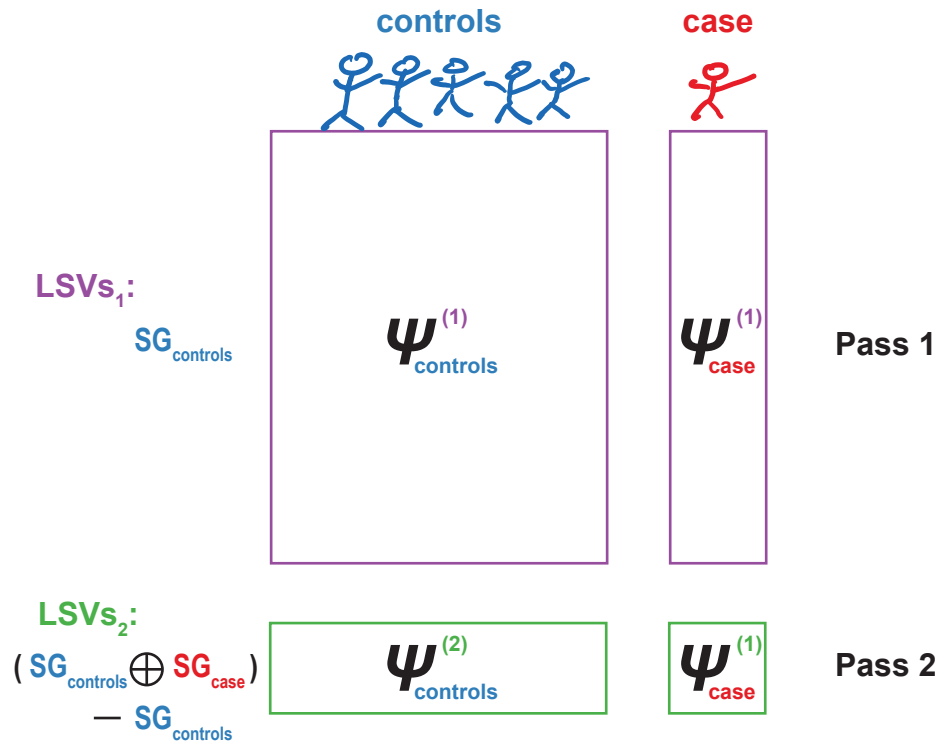 controls case
LSVs1:
SGcontrols
ψ(1)controls
ψ(1)case
Pass 1
LSVs2:
( SGcontrols ⊕ SGcase )
— SGcontrols
ψ(2)controls
ψ(1)case
Pass 2